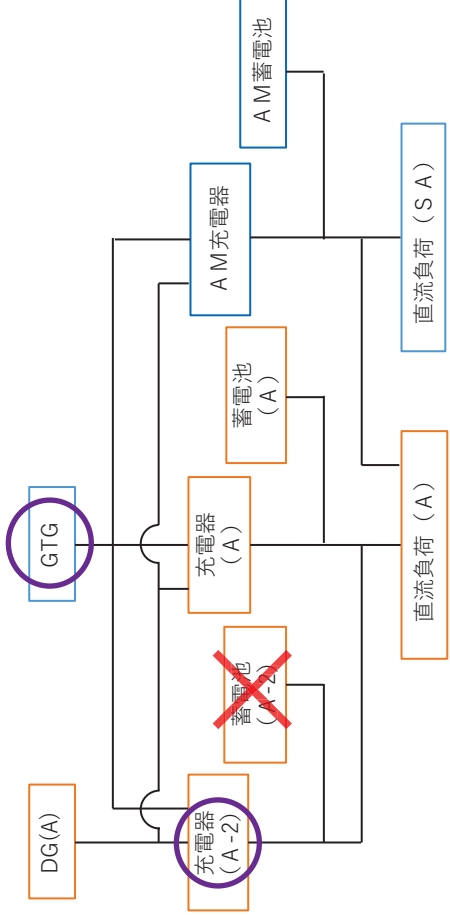 DG(A)
GTG
充電器
(A-2)
蓄電池
(A-2)
充電器
(A)
蓄電池
(A)
AM充電器
AM蓄電池
直流負荷 (A)
直流負荷 (SA)